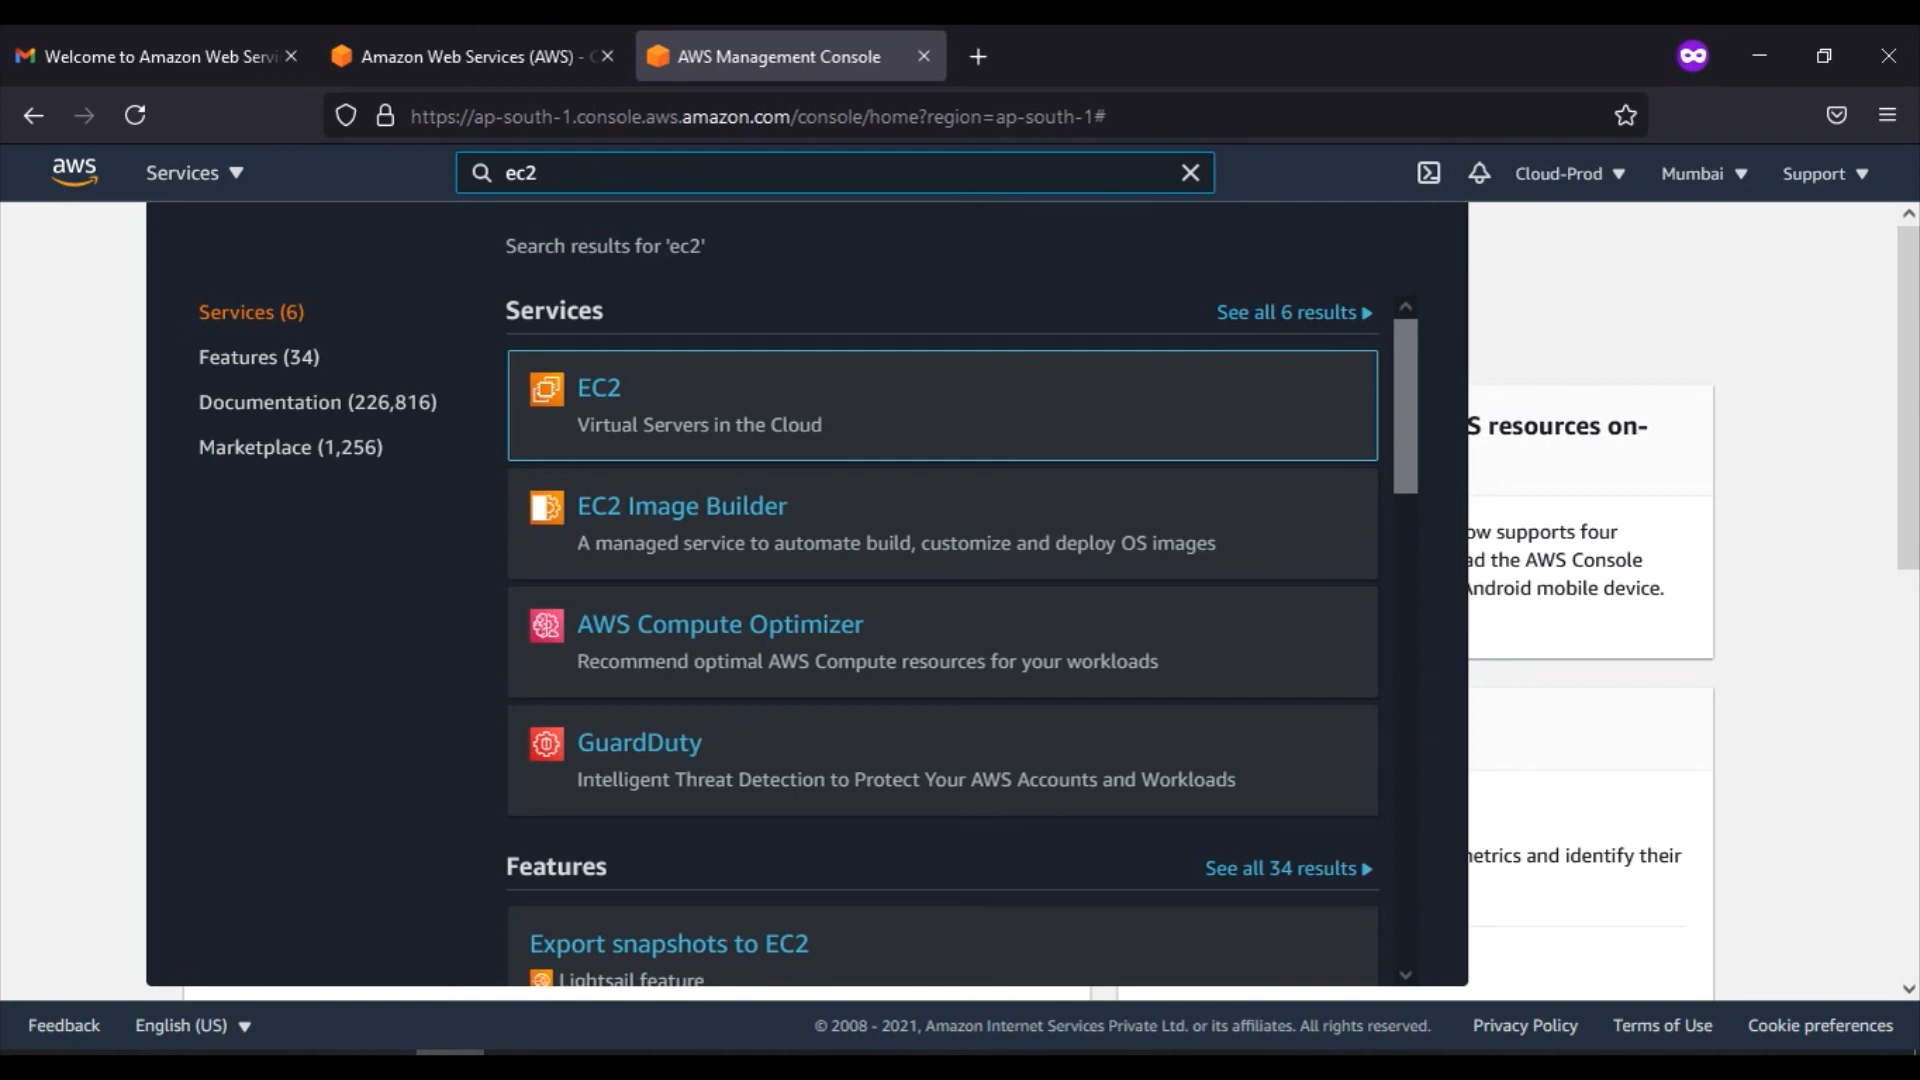 Welcome to Amazon Web Servi
Amazon Web Services (AWS) - C
AWS Management Console
https://ap-south-1.console.aws.amazon.com/console/home?region=ap-south-1#
aws
Services
ec2
Cloud-Prod
Mumbai
Support
Search results for 'ec2'
Services (6)
Features (34)
Documentation (226,816)
Marketplace (1,256)
Services
See all 6 results
EC2
Virtual Servers in the Cloud
EC2 Image Builder
A managed service to automate build, customize and deploy OS images
AWS Compute Optimizer
Recommend optimal AWS Compute resources for your workloads
GuardDuty
Intelligent Threat Detection to Protect Your AWS Accounts and Workloads
Features
See all 34 results
Export snapshots to EC2
Lightsail feature
S resources on-
ow supports four
ad the AWS Console
Android mobile device.
etrics and identify their
Feedback
English (US)
© 2008 - 2021, Amazon Internet Services Private Ltd. or its affiliates. All rights reserved.
Privacy Policy
Terms of Use
Cookie preferences